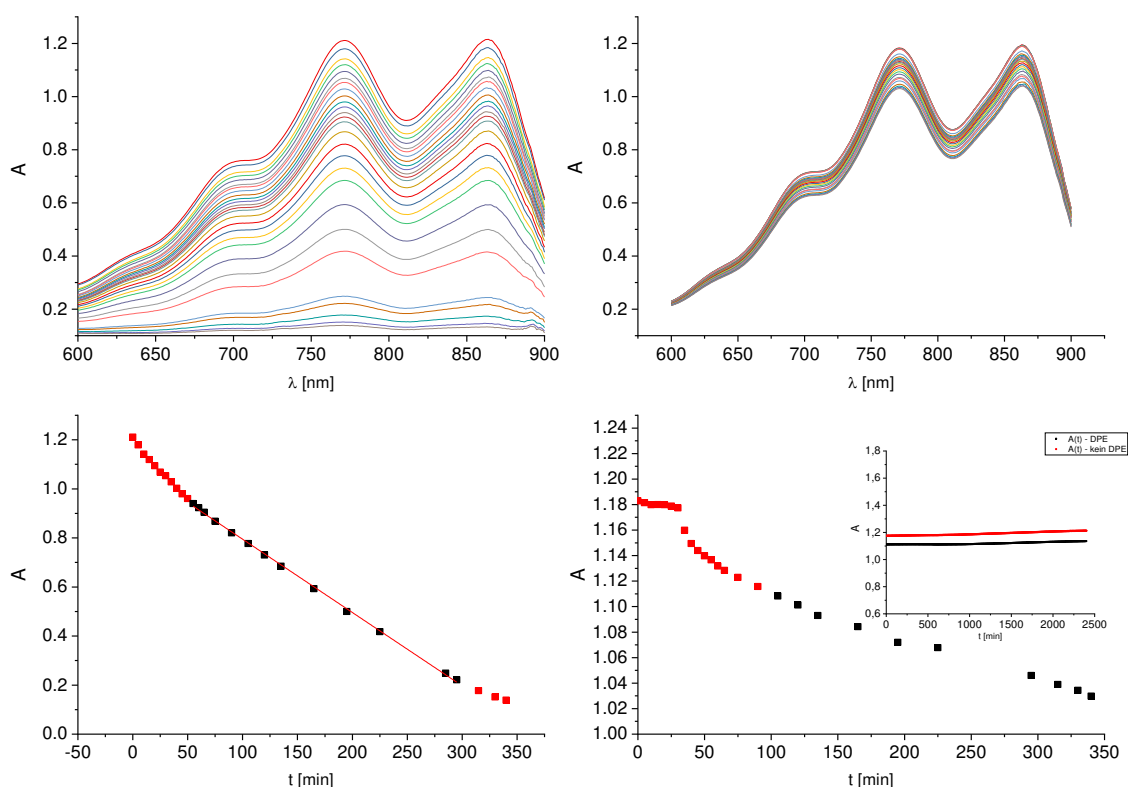 1.2
1.0
0.8
0.6
0.4
0.2
A
600 650 700 750 800 850 900
λ [nm]
1.2
1.0
0.8
0.6
0.4
0.2
A
600 650 700 750 800 850 900
λ [nm]
1.2
1.0
0.8
0.6
0.4
0.2
0.0
A
-50 0 50 100 150 200 250 300 350
t [min]
1.24
1.22
1.20
1.18
1.16
1.14
1.12
1.10
1.08
1.06
1.04
1.02
1.00
A
0 50 100 150 200 250 300 350
t [min]
A(t) - DPE
A(t) - kein DPE
1,8
1,6
1,4
1,2
1,0
0,8
0,6
A
0 500 1000 1500 2000 2500
t [min]